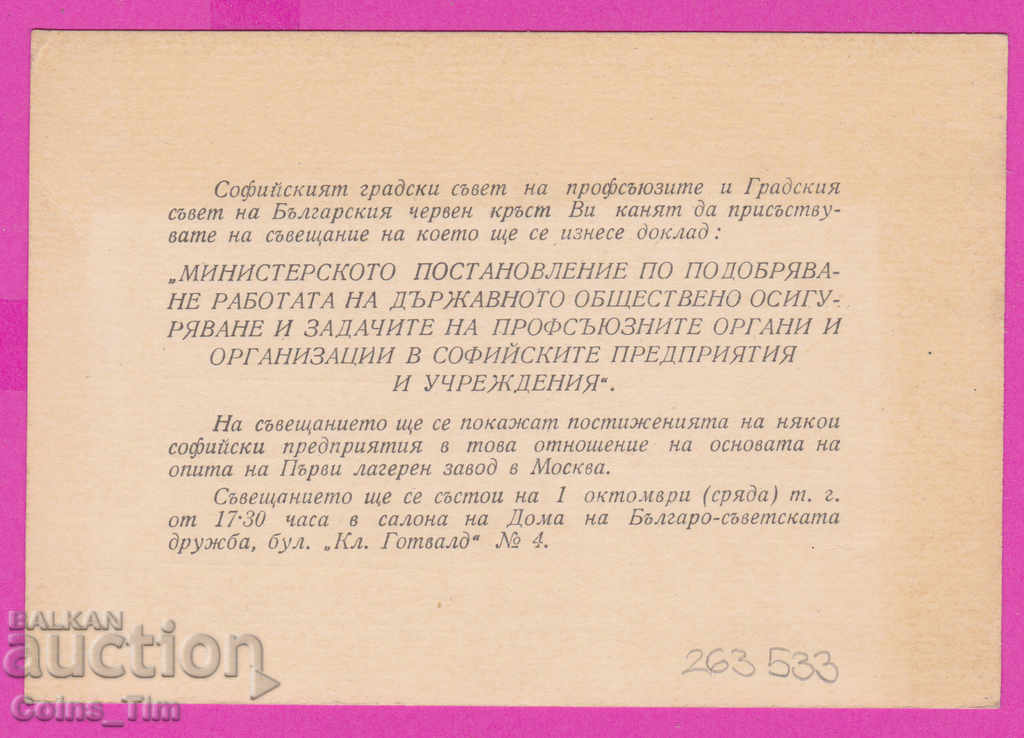 Софийският градски съвет на профсъюзите и Градския
съвет на Българския червен кръст Ви канят да присъству-
вате на съвещание на което ще се изнесе доклад:
„МИНИСТЕРСКОТО ПОСТАНОВЛЕНИЕ ПО ПОДОБРЯВА-
НЕ РАБОТАТА НА ДЪРЖАВНОТО ОБЩЕСТВЕНО ОСИГУ-
РЯВАНЕ И ЗАДАЧИТЕ НА ПРОФСЪЮЗНИТЕ ОРГАНИ И
ОРГАНИЗАЦИИ В СОФИЙСКИТЕ ПРЕДПРИЯТИЯ
И УЧРЕЖДЕНИЯ“.
На съвещанието ще се покажат постиженията на някои
софийски предприятия в това отношение на основата на
опита на Първи лагерен завод в Москва.
Съвещанието ще се състои на 1 октомври (сряда) т. г.
от 17·30 часа в салона на Дома на Българо-съветската
дружба, бул. „Кл. Готвалд“ № 4.
BALKAN
auction
Coins_Tim
263533